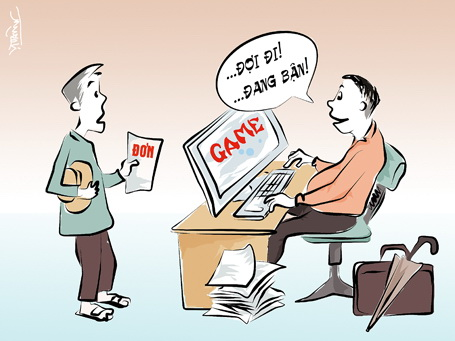 ...ĐỢI ĐI!
...ĐANG BẬN!
GAME
ĐƠN